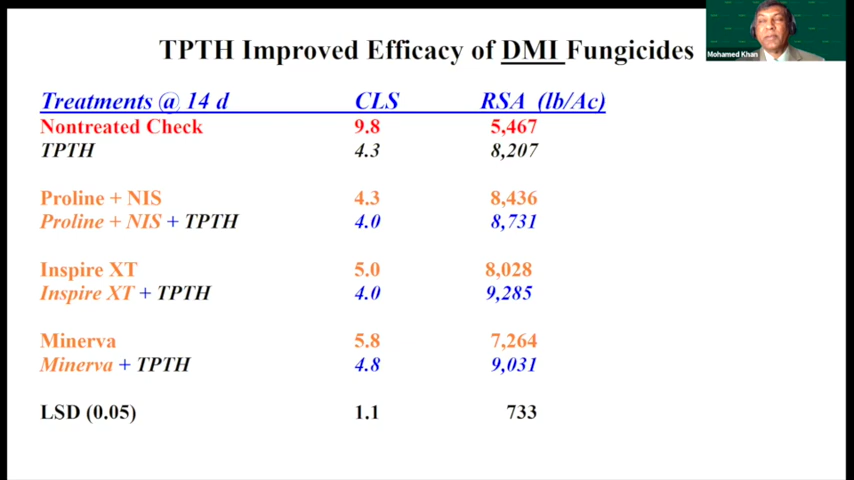 TPTH Improved Efficacy of DMI Fungicides
Mohamed Khan
Treatments @ 14 d CLS RSA (lb/Ac)
Nontreated Check 9.8 5,467
TPTH 4.3 8,207
Proline + NIS 4.3 8,436
Proline + NIS + TPTH 4.0 8,731
Inspire XT 5.0 8,028
Inspire XT + TPTH 4.0 9,285
Minerva 5.8 7,264
Minerva + TPTH 4.8 9,031
LSD (0.05) 1.1 733